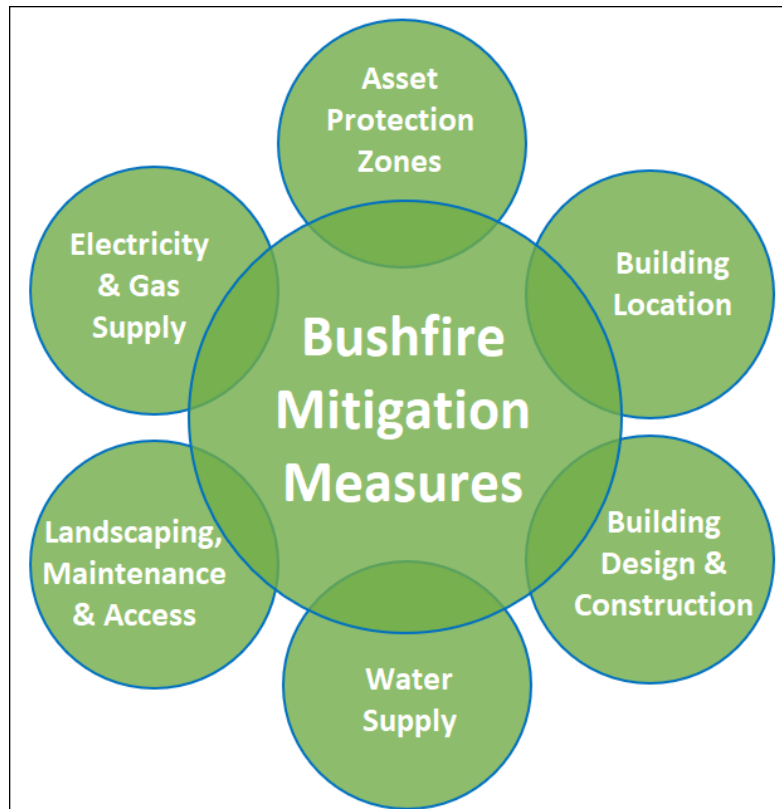 Asset
Protection
Zones
Building
Location
Building
Design &
Construction
Water
Supply
Landscaping,
Maintenance
& Access
Electricity
& Gas
Supply
Bushfire
Mitigation
Measures